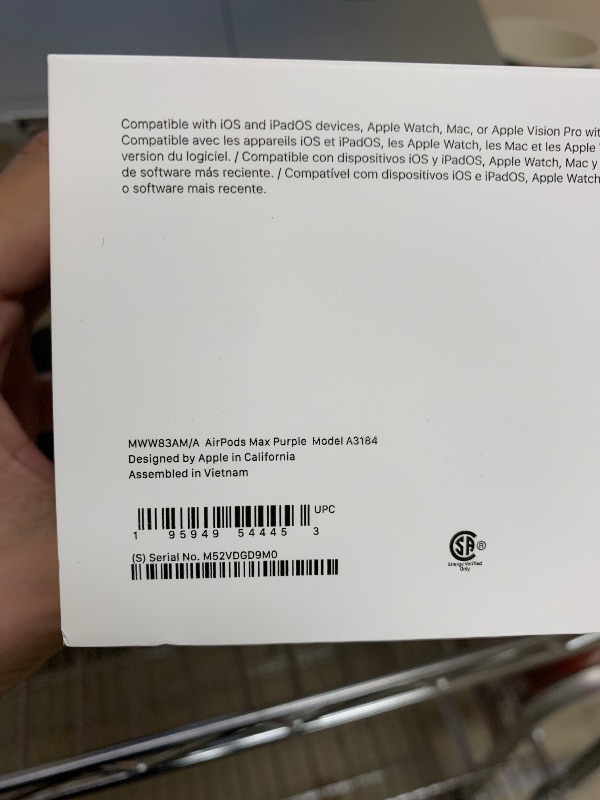 Compatible with iOS and iPadOS devices, Apple Watch, Mac, or Apple Vision Pro wit
Compatible avec les appareils iOS et iPadOS, les Apple Watch, les Mac et les Apple
version du logiciel. / Compatible con dispositivos iOS y iPadOS, Apple Watch, Mac y
de software más reciente. / Compatível com dispositivos iOS e iPadOS, Apple Watch
o software mais recente.
MWW83AM/A AirPods Max Purple Model A3184
Designed by Apple in California
Assembled in Vietnam
UPC
1 95949 54445 3
(S) Serial No. M52VDGD9M0
SA ®
Energy Verified
Only